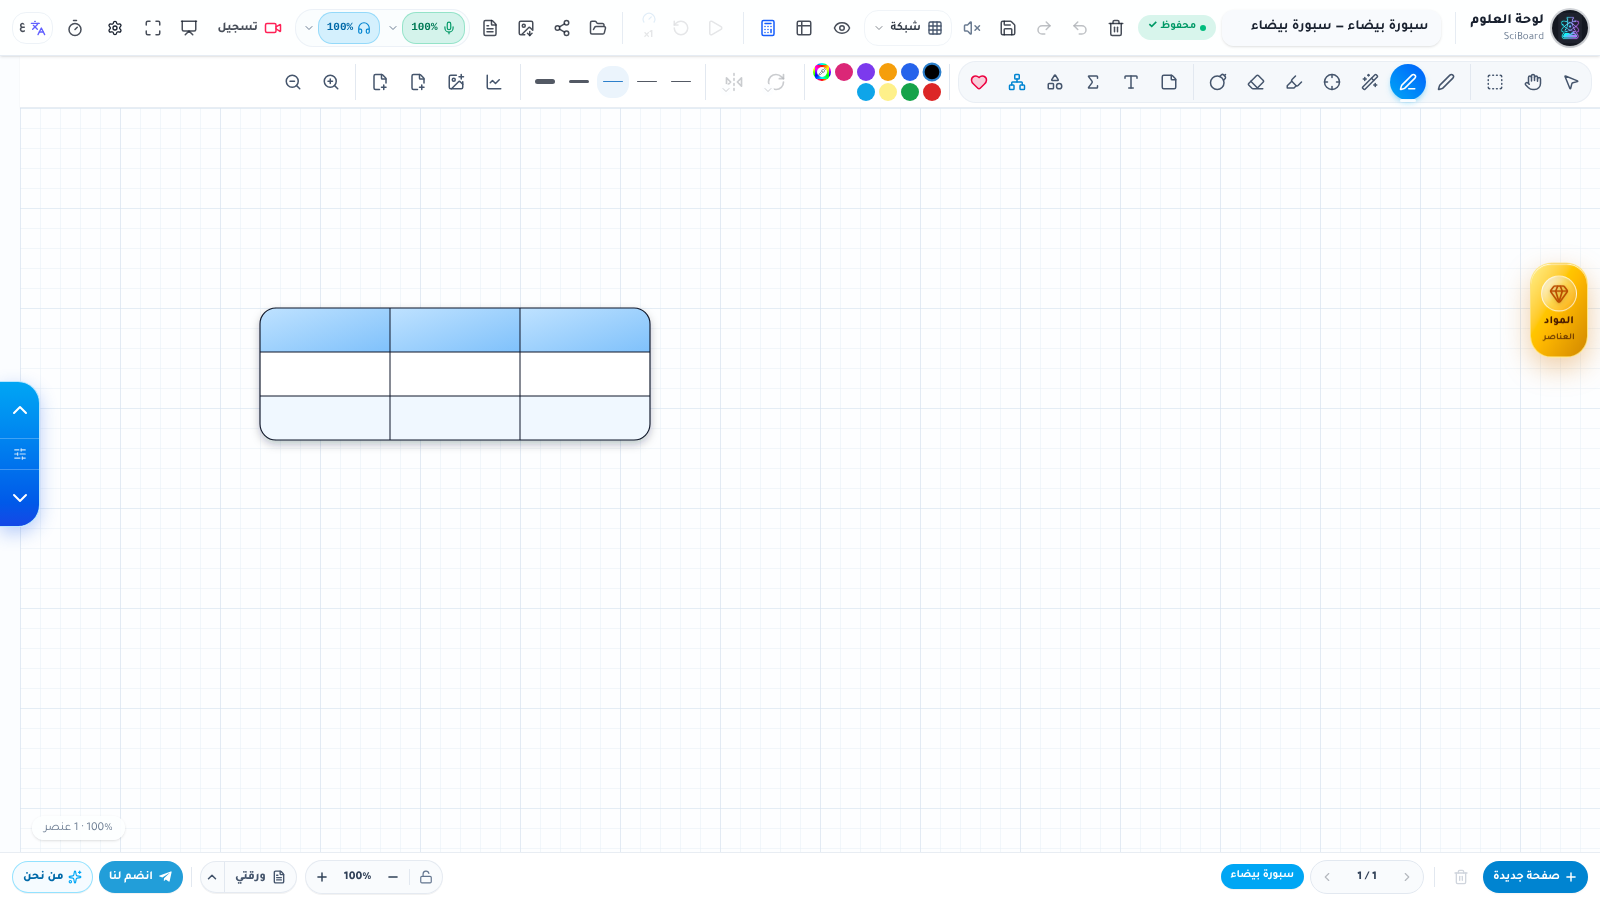 لوحة العلوم
SciBoard
سبورة بيضاء – سبورة بيضاء
محفوظ ✓
شبكة
x1
100%
100%
تسجيل
ع
المواد
العناصر
100% · 1 عنصر
صفحة جديدة
1 / 1
سبورة بيضاء
100%
ورقتي
انضم لنا
من نحن